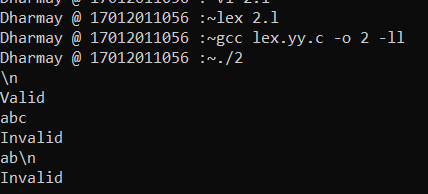 Dharmay @ 17012011056 :~lex 2.l
Dharmay @ 17012011056 :~gcc lex.yy.c -o 2 -ll
Dharmay @ 17012011056 :~./2
\n
Valid
abc
Invalid
ab\n
Invalid